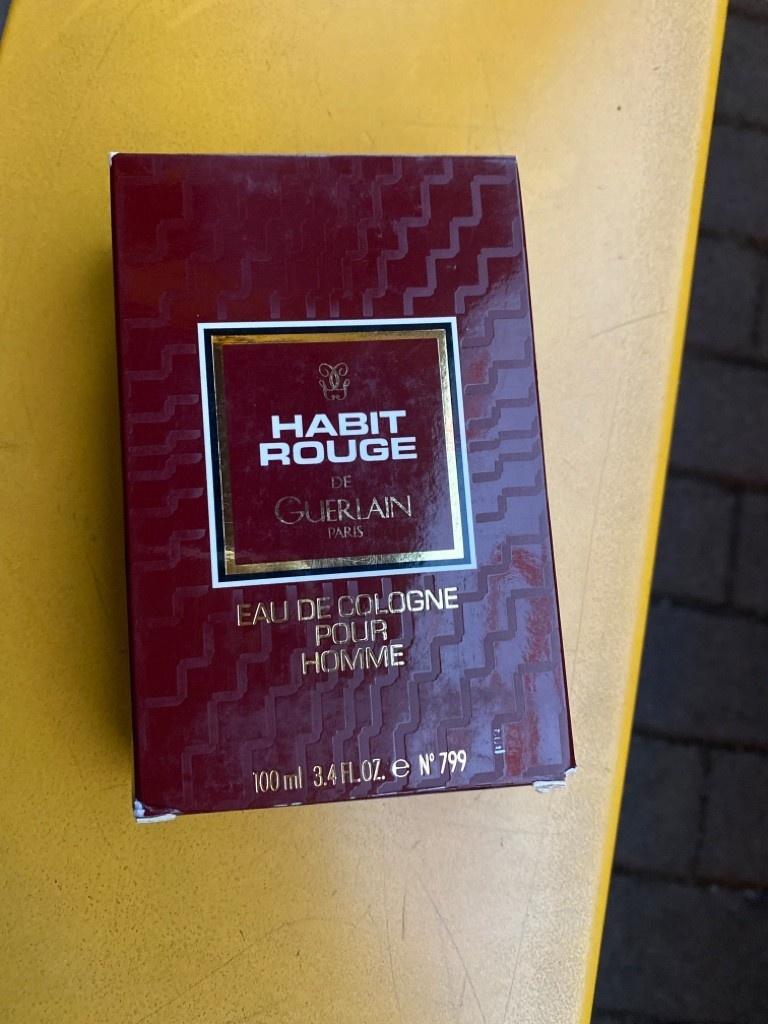 HABIT
ROUGE
DE
GUERLAIN
PARIS
EAU DE COLOGNE
POUR
HOMME
100 ml 3.4 FL.OZ. e N° 799